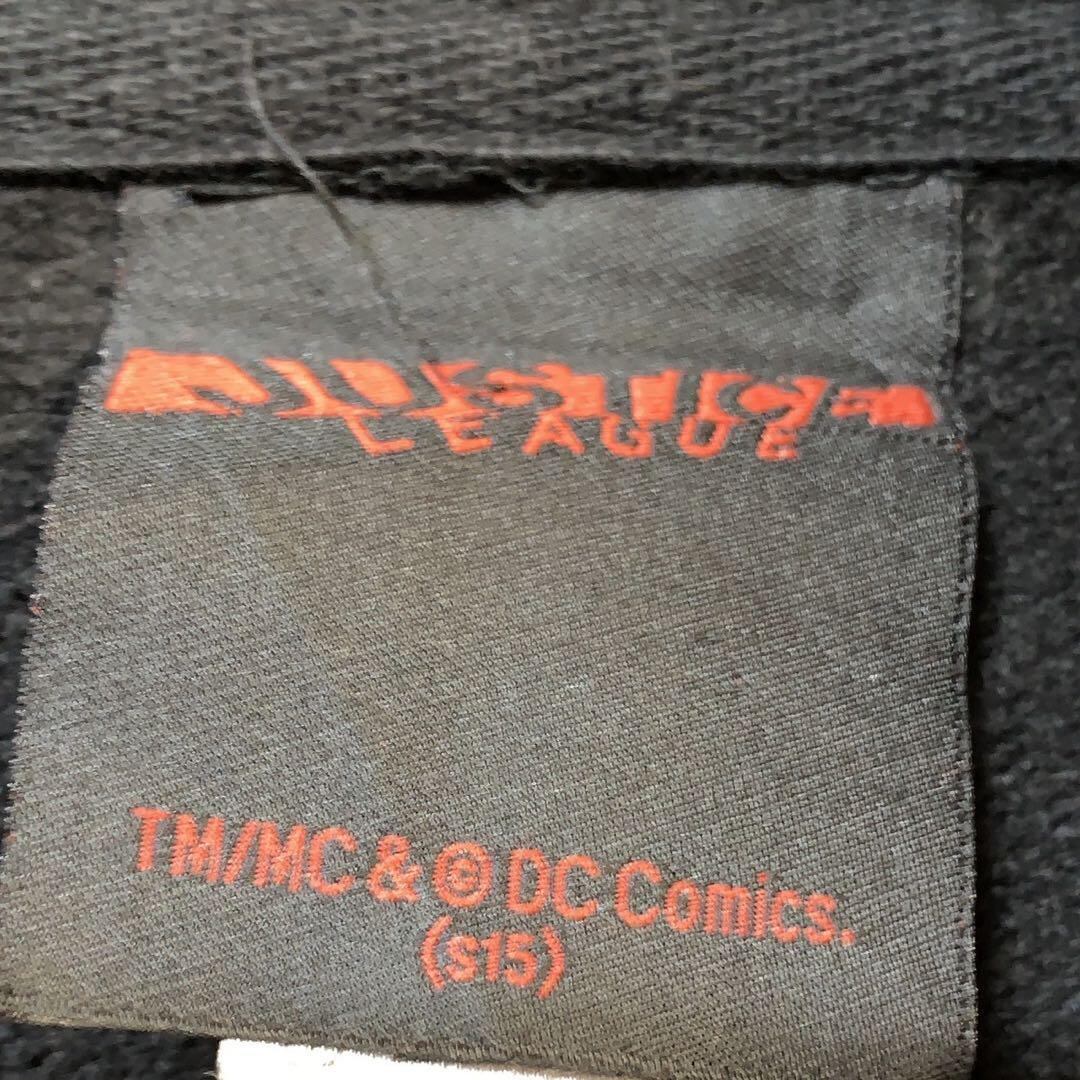 LEAGUE
TM/MC & © DC Comics.
(s15)